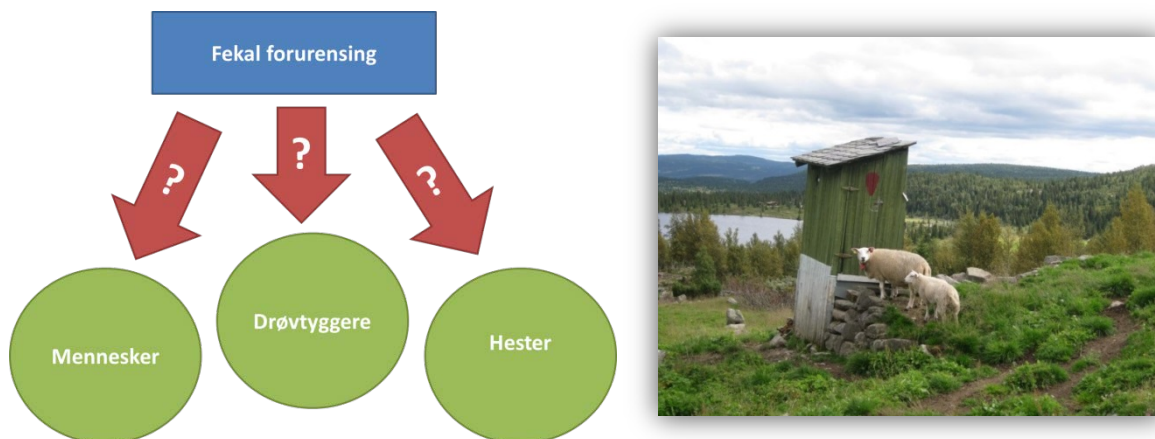 Fekal forurensing
?
?
?
Mennesker
Drøvtyggere
Hester